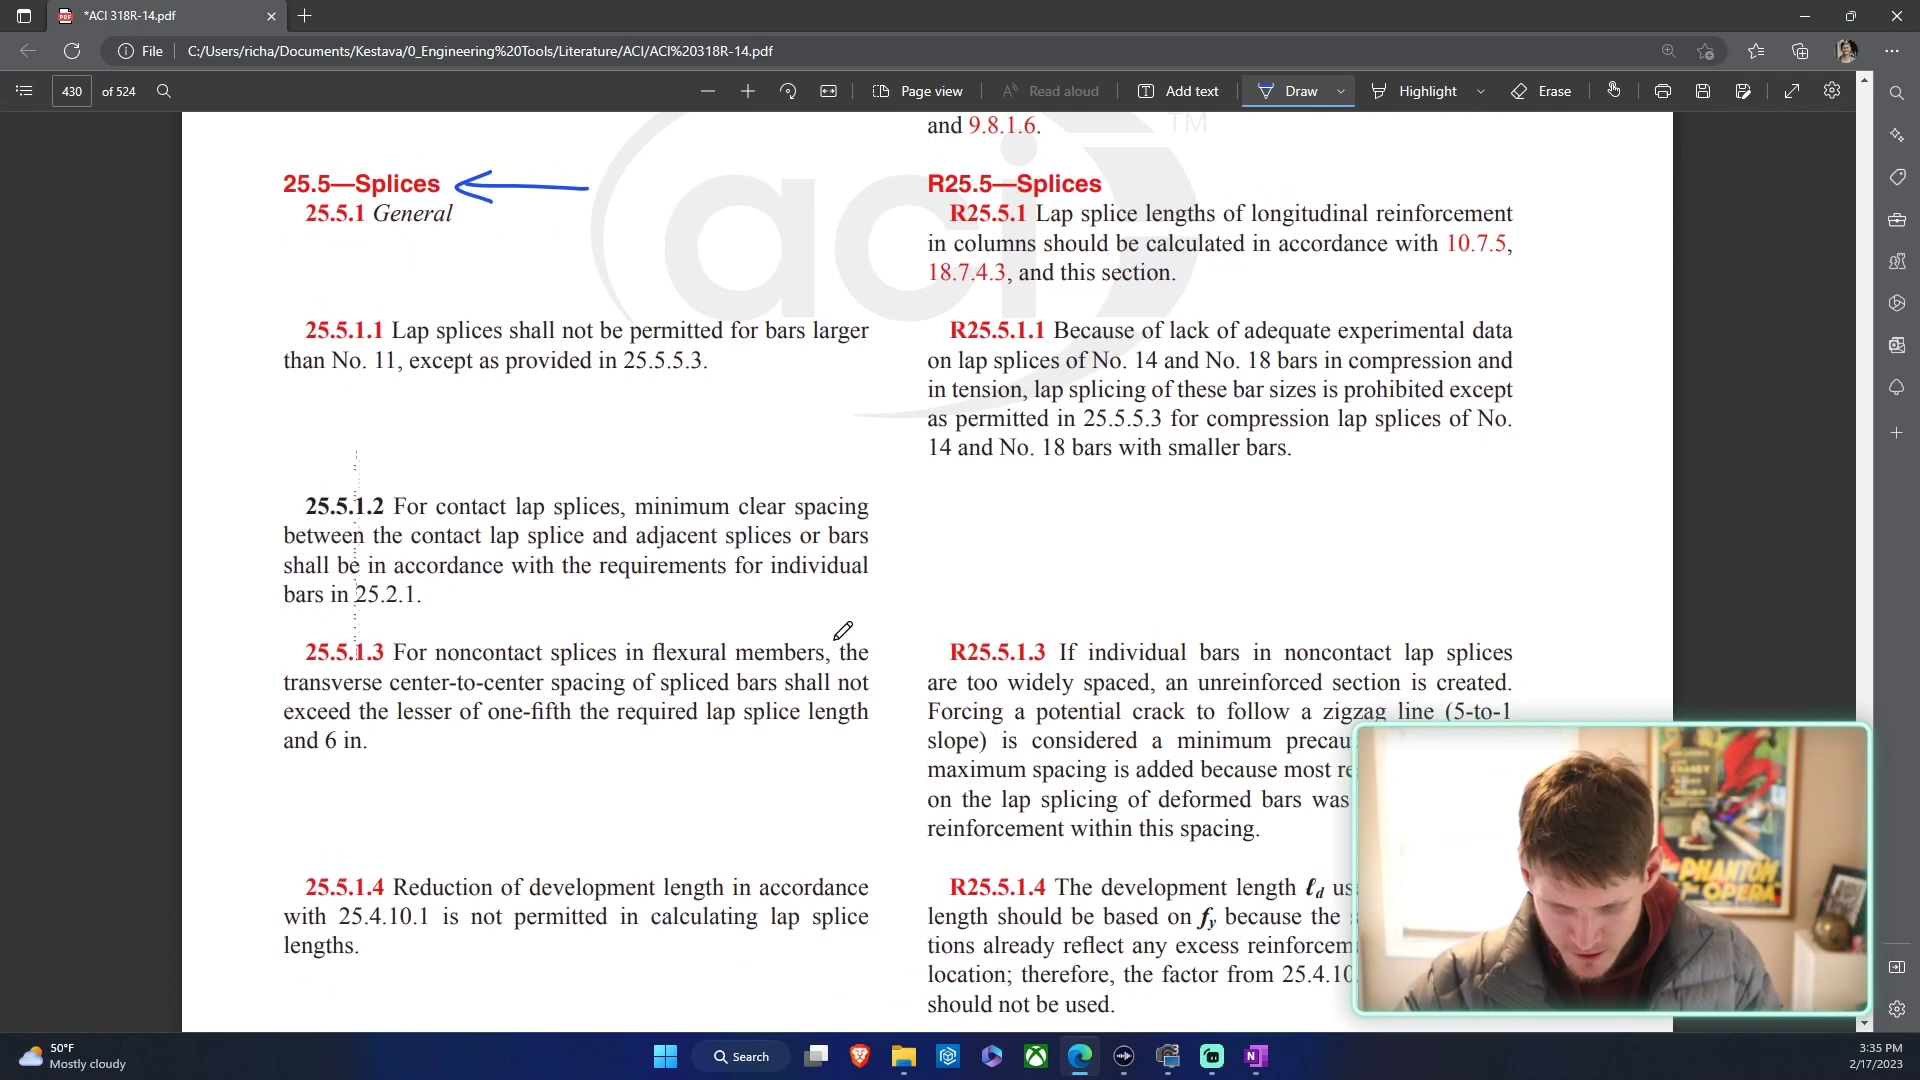 *ACI 318R-14.pdf
File
C:/Users/richa/Documents/Kestava/0_Engineering%20Tools/Literature/ACI/ACI%20318R-14.pdf
430
of 524
Page view
Read aloud
Add text
Draw
Highlight
Erase
aci
TM
and 9.8.1.6.
25.5—Splices
25.5.1 General
25.5.1.1 Lap splices shall not be permitted for bars larger
than No. 11, except as provided in 25.5.5.3.
25.5.1.2 For contact lap splices, minimum clear spacing
between the contact lap splice and adjacent splices or bars
shall be in accordance with the requirements for individual
bars in 25.2.1.
25.5.1.3 For noncontact splices in flexural members, the
transverse center-to-center spacing of spliced bars shall not
exceed the lesser of one-fifth the required lap splice length
and 6 in.
25.5.1.4 Reduction of development length in accordance
with 25.4.10.1 is not permitted in calculating lap splice
lengths.
R25.5—Splices
R25.5.1 Lap splice lengths of longitudinal reinforcement
in columns should be calculated in accordance with 10.7.5,
18.7.4.3, and this section.
R25.5.1.1 Because of lack of adequate experimental data
on lap splices of No. 14 and No. 18 bars in compression and
in tension, lap splicing of these bar sizes is prohibited except
as permitted in 25.5.5.3 for compression lap splices of No.
14 and No. 18 bars with smaller bars.
R25.5.1.3 If individual bars in noncontact lap splices
are too widely spaced, an unreinforced section is created.
Forcing a potential crack to follow a zigzag line (5-to-1
slope) is considered a minimum
maximum spacing is added because most
on the lap splicing of deformed bars was
reinforcement within this spacing.
R25.5.1.4 The development length ℓd
length should be based on fy because the
tions already reflect any excess
location; therefore, the factor from
should not be used.
PHANTOM
OPERA
50°F
Mostly cloudy
Search
3:35 PM
2/17/2023